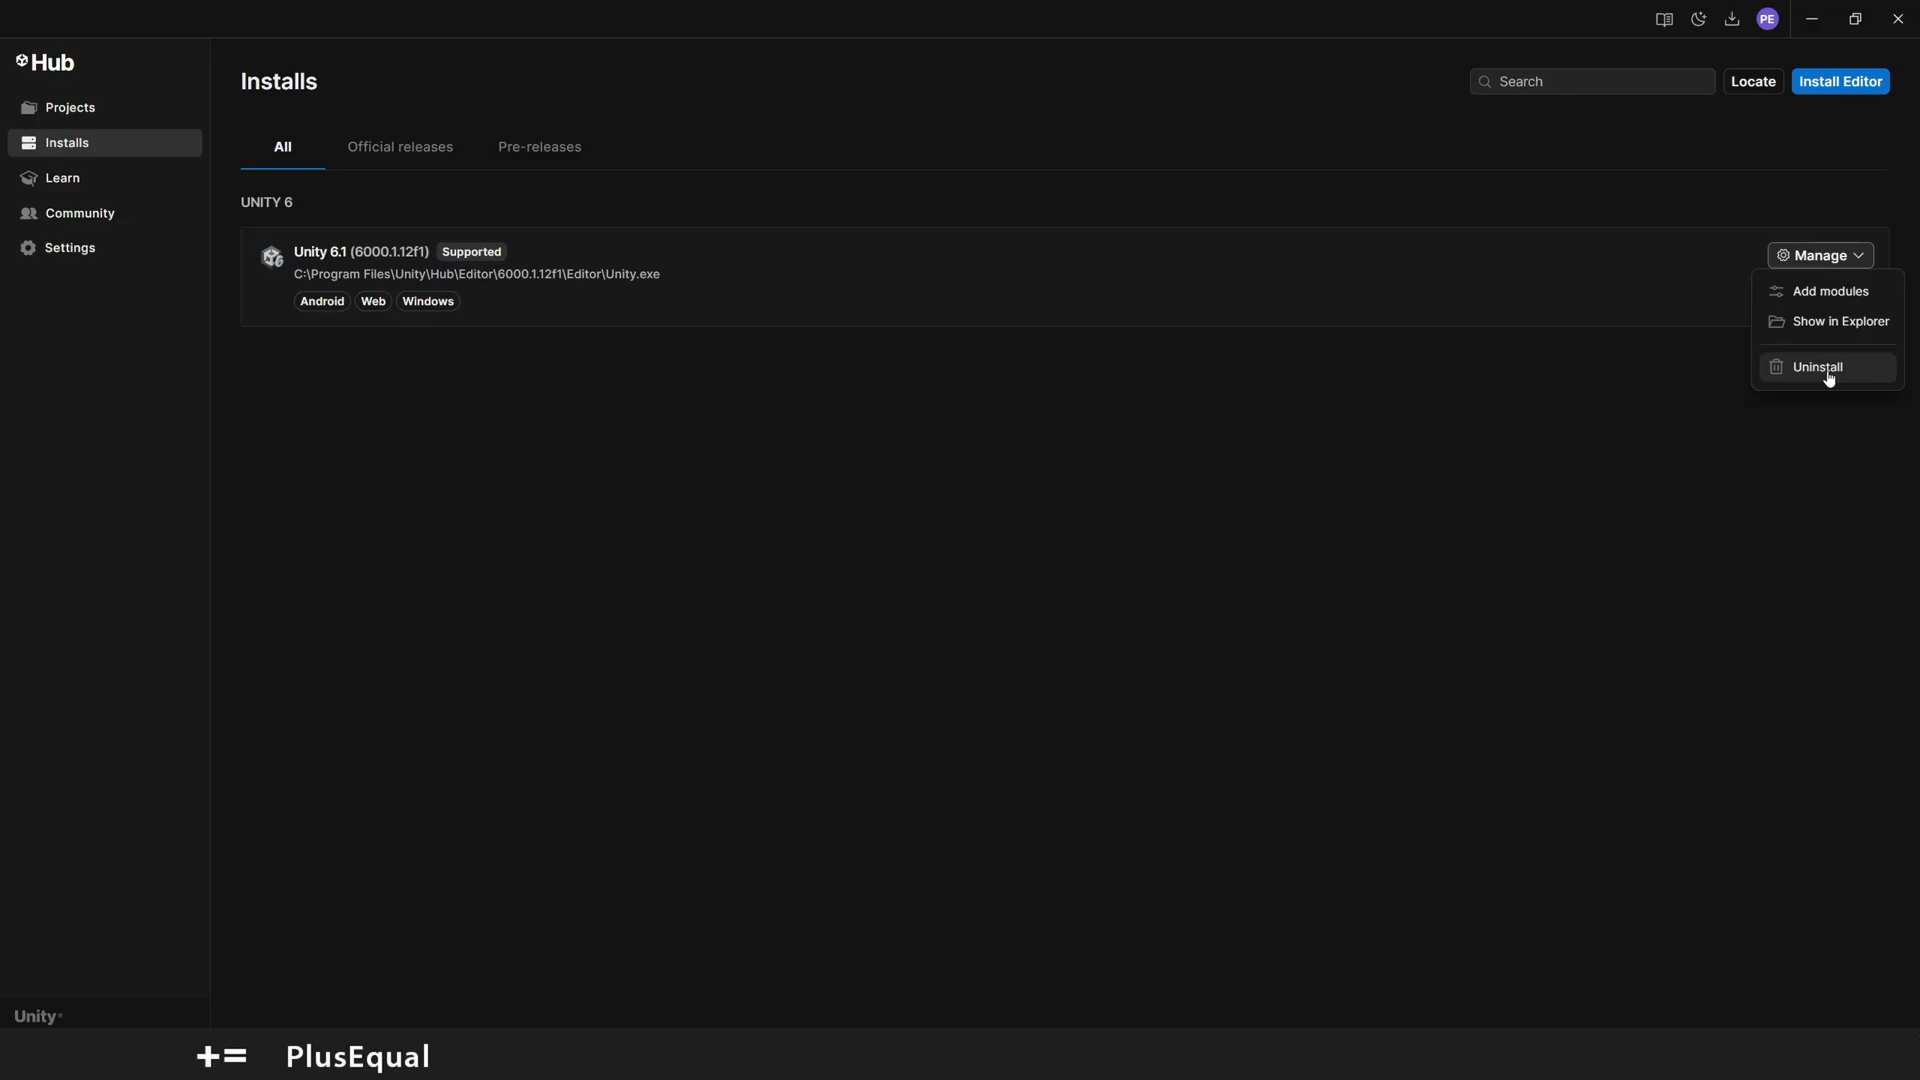 PE
Hub
Projects
Installs
Learn
Community
Settings
Installs
Search
Locate
Install Editor
All
Official releases
Pre-releases
UNITY 6
Unity 6.1 (6000.1.12f1) Supported
C:\Program Files\Unity\Hub\Editor\6000.1.12f1\Editor\Unity.exe
Android Web Windows
Manage
Add modules
Show in Explorer
Uninstall
Unity
+= PlusEqual